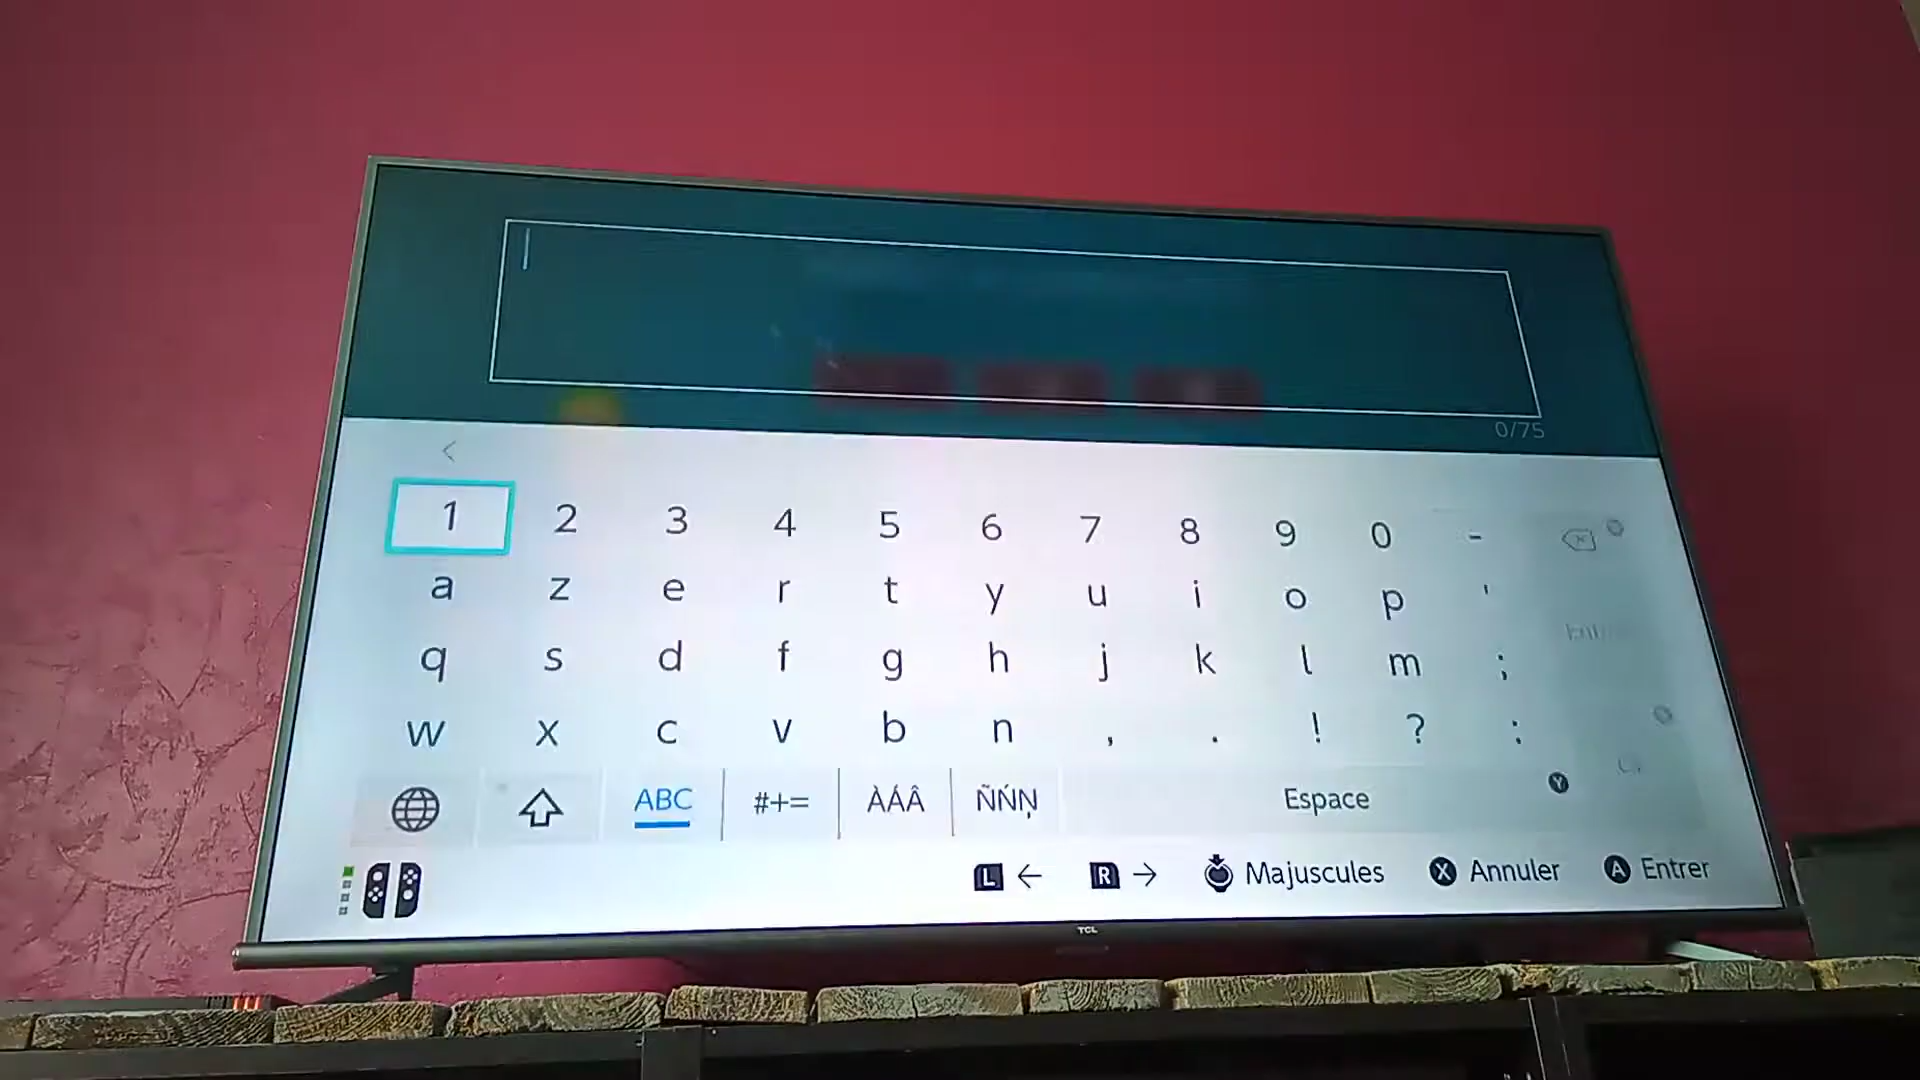 0/75
1 2 3 4 5 6 7 8 9 0 -
a z e r t y u i o p '
q s d f g h j k l m ;
w x c v b n , . ! ? :
ABC #+= ÀÁÂ ÑŃŅ Espace Y
L ← R → Majuscules X Annuler A Entrer
TCL